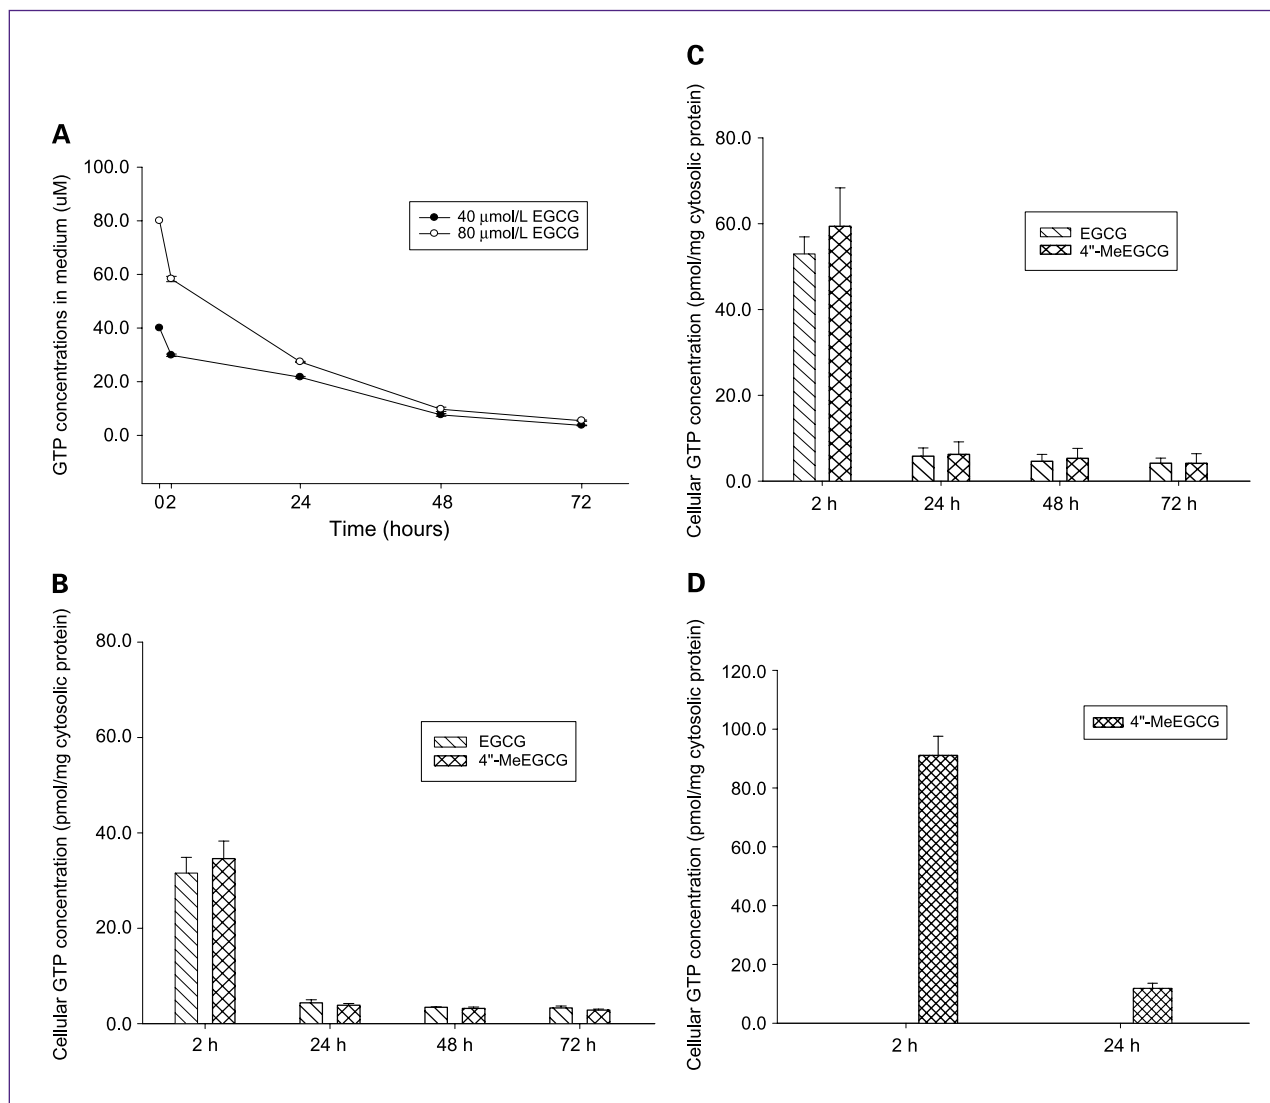 A
GTP concentrations in medium (uM)
100.0
80.0
60.0
40.0
20.0
0.0
40 μmol/L EGCG
80 μmol/L EGCG
0 2 24 48 72
Time (hours)
B
Cellular GTP concentration (pmol/mg cytosolic protein)
80.0
60.0
40.0
20.0
0.0
EGCG
4"-MeEGCG
2 h 24 h 48 h 72 h
C
Cellular GTP concentration (pmol/mg cytosolic protein)
80.0
60.0
40.0
20.0
0.0
EGCG
4"-MeEGCG
2 h 24 h 48 h 72 h
D
Cellular GTP concentration (pmol/mg cytosolic protein)
120.0
100.0
80.0
60.0
40.0
20.0
0.0
4"-MeEGCG
2 h 24 h